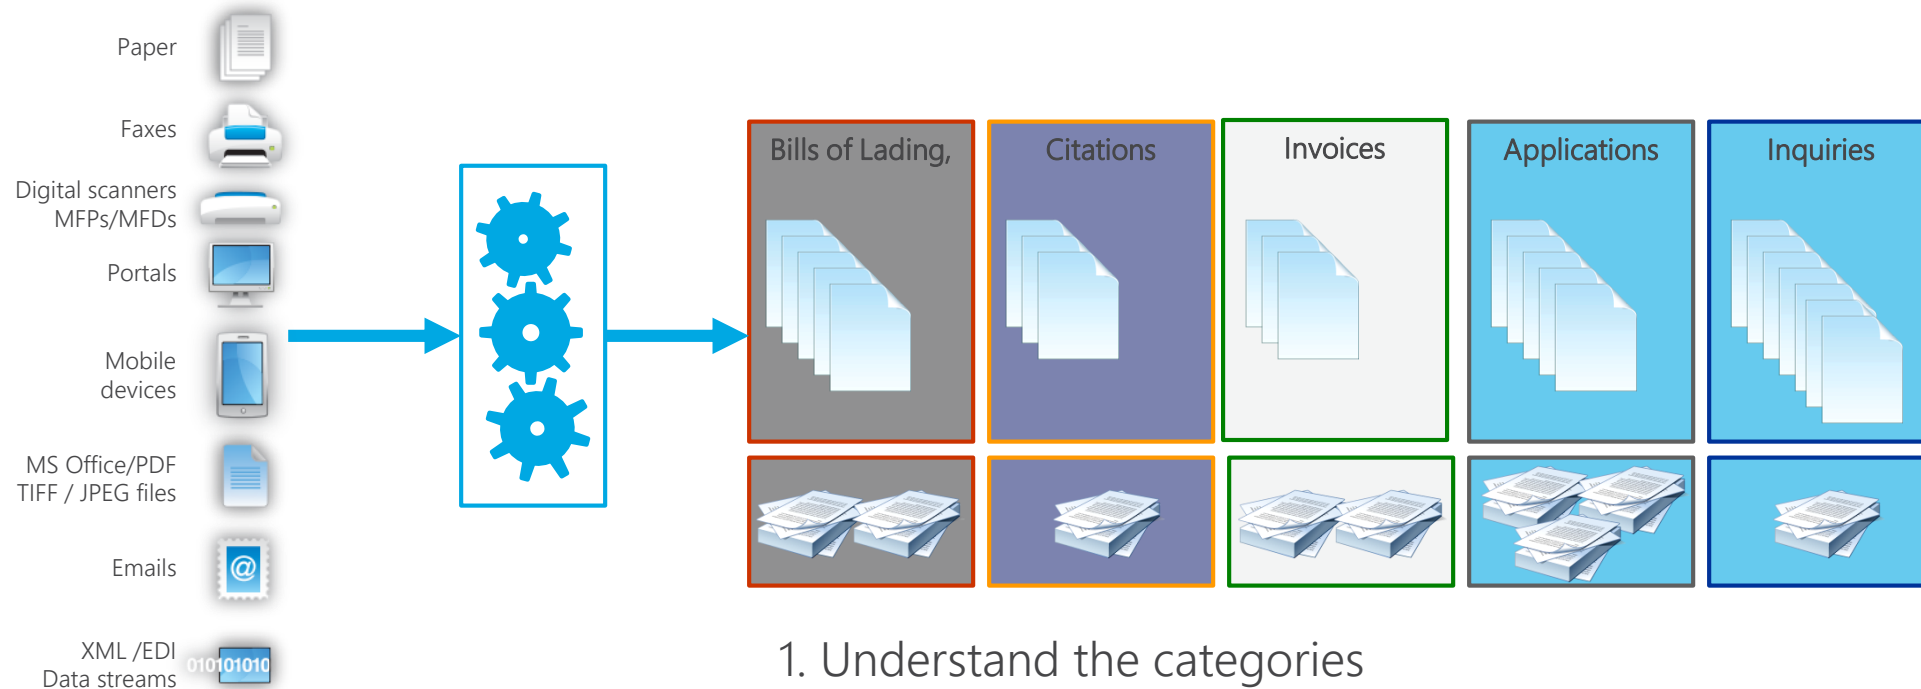 Paper
Faxes
Digital scanners
MFPs/MFDs
Portals
Mobile
devices
MS Office/PDF
TIFF / JPEG files
@
Emails
XML /EDI
Data streams
010101010
Bills of Lading,
Citations
Invoices
Applications
Inquiries
1. Understand the categories